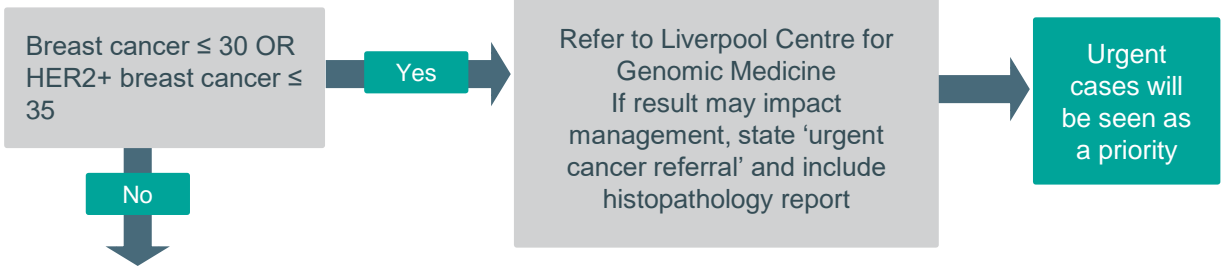 Breast cancer ≤ 30 OR
HER2+ breast cancer ≤
35
Yes
Refer to Liverpool Centre for
Genomic Medicine
If result may impact
management, state ‘urgent
cancer referral’ and include
histopathology report
Urgent
cases will
be seen as
a priority
No